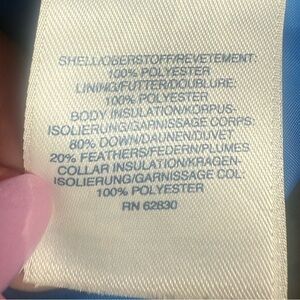 SHELL/OBERSTOFF/REVETEMENT:
100% POLYESTER
LINING/FUTTER/DOUBLURE:
100% POLYESTER
BODY INSULATION/KORPUS-
ISOLIERUNG/GARNISSAGE CORPS:
80% DOWN/DAUNEN/DUVET
20% FEATHERS/FEDERN/PLUMES
COLLAR INSULATION/KRAGEN-
ISOLIERUNG/GARNISSAGE COL:
100% POLYESTER
RN 62830